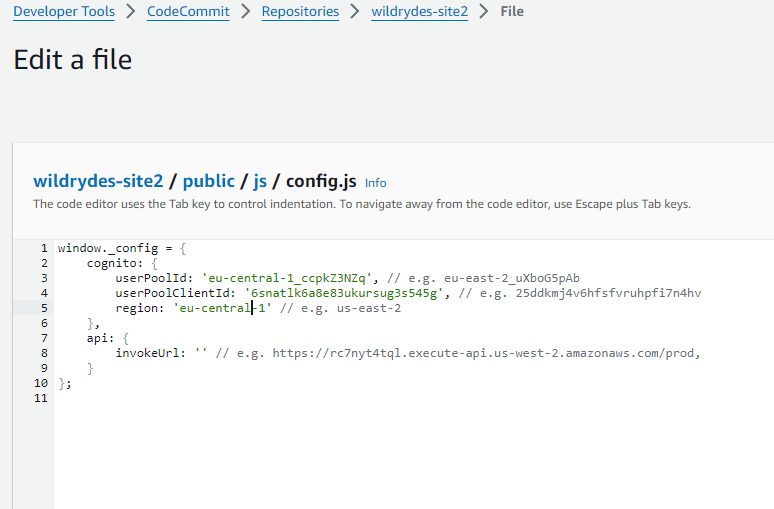 Developer Tools > CodeCommit > Repositories > wildrydes-site2 > File
Edit a file
wildrydes-site2 / public / js / config.js Info
The code editor uses the Tab key to control indentation. To navigate away from the code editor, use Escape plus Tab keys.
1 window._config = {
2 cognito: {
3 userPoolId: 'eu-central-1_ccpkZ3NZq', // e.g. eu-east-2_uXboG5pAb
4 userPoolClientId: '6snatlk6a8e83ukursug3s545g', // e.g. 25ddkmj4v6hfsfvruhpfi7n4hv
5 region: 'eu-central-1' // e.g. us-east-2
6 },
7 api: {
8 invokeUrl: '' // e.g. https://rc7nyt4tql.execute-api.us-west-2.amazonaws.com/prod,
9 }
10 };
11